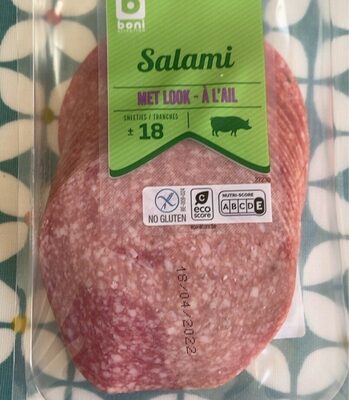 b
boni
Salami
MET LOOK - À L'AIL
SNEETJES / TRANCHES
± 18
NO GLUTEN
C
eco
score
NUTRI-SCORE
A B C D E
18/04/2022